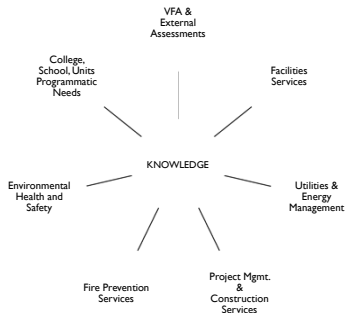 VFA &
External
Assessments
College,
School, Units
Programmatic
Needs
Facilities
Services
KNOWLEDGE
Environmental
Health and
Safety
Utilities &
Energy
Management
Fire Prevention
Services
Project Mgmt.
&
Construction
Services